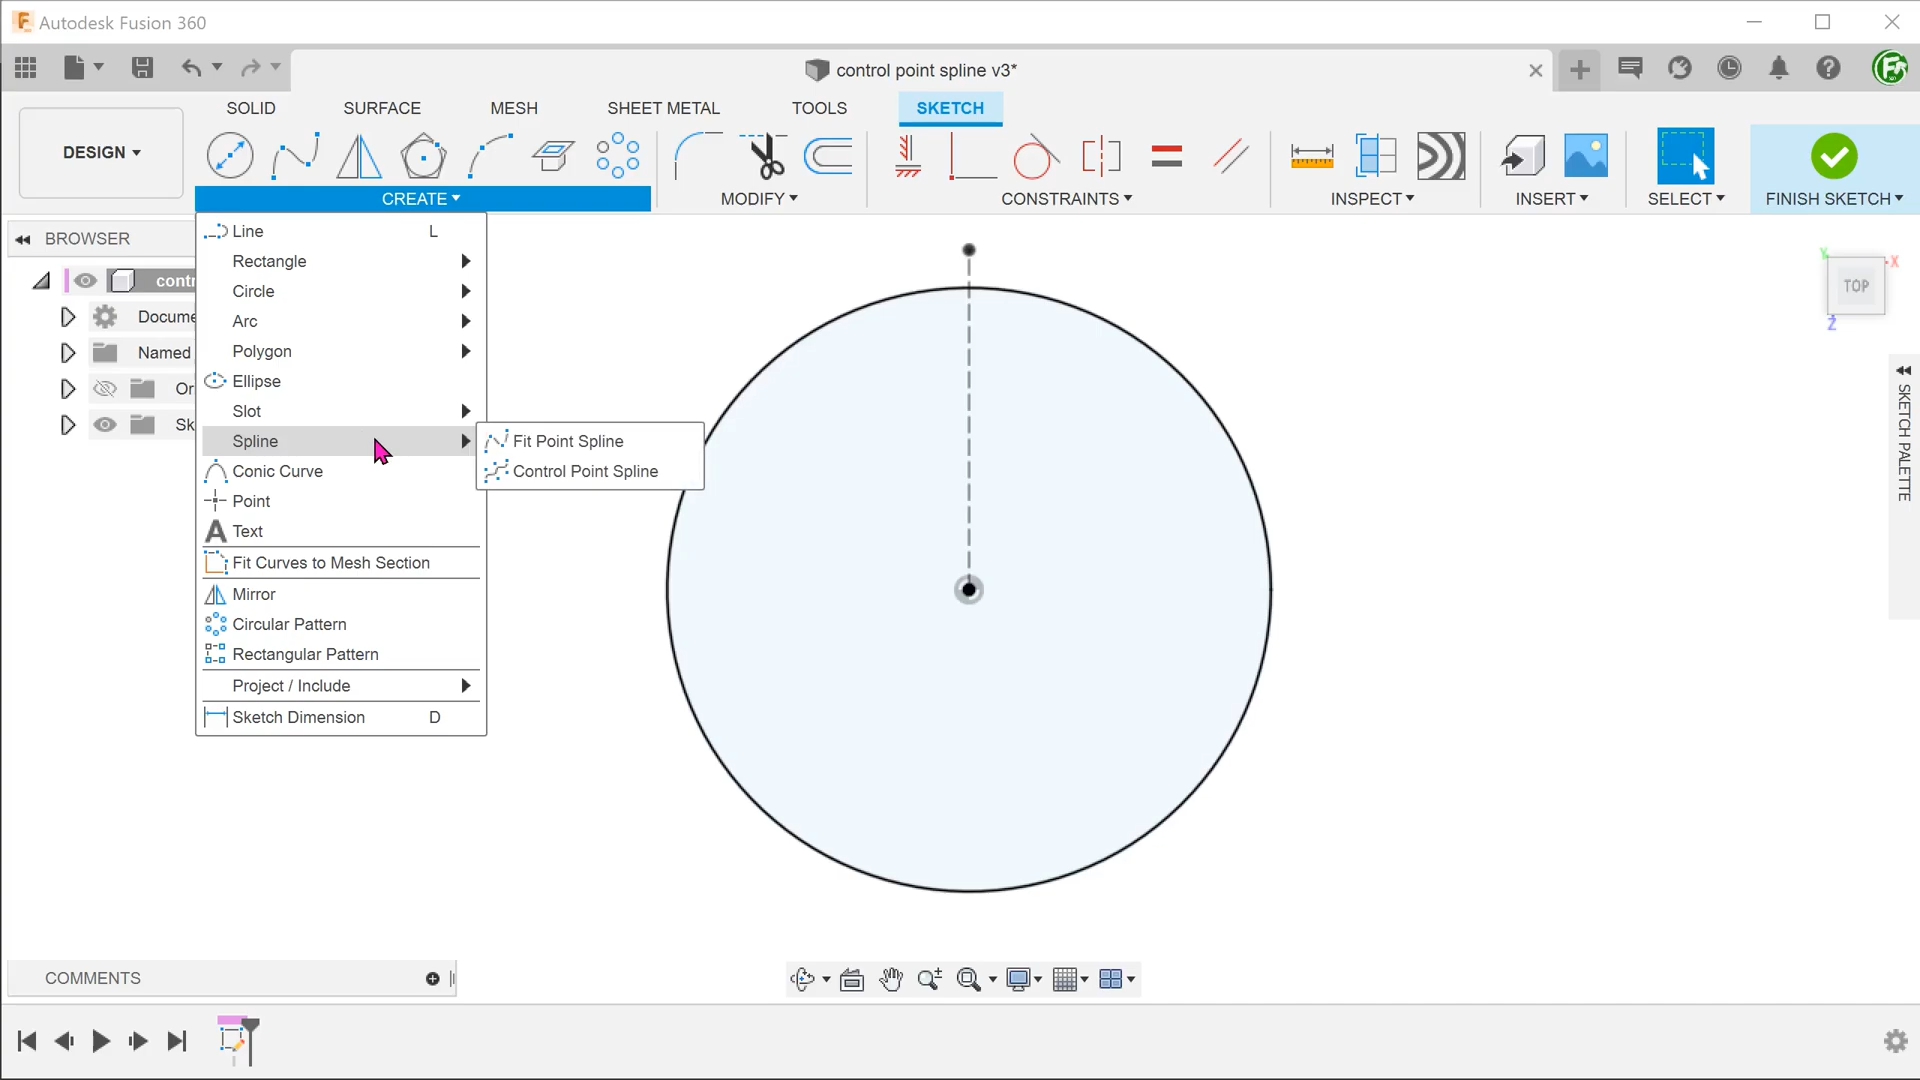 Autodesk Fusion 360
control point spline v3*
SOLID
SURFACE
MESH
SHEET METAL
TOOLS
SKETCH
DESIGN
CREATE
MODIFY
CONSTRAINTS
INSPECT
INSERT
SELECT
FINISH SKETCH
BROWSER
contr
Docume
Named
Or
Sk
Line L
Rectangle
Circle
Arc
Polygon
Ellipse
Slot
Spline
Conic Curve
Point
A Text
Fit Curves to Mesh Section
Mirror
Circular Pattern
Rectangular Pattern
Project / Include
Sketch Dimension D
Fit Point Spline
Control Point Spline
Y
X
TOP
Z
SKETCH PALETTE
COMMENTS